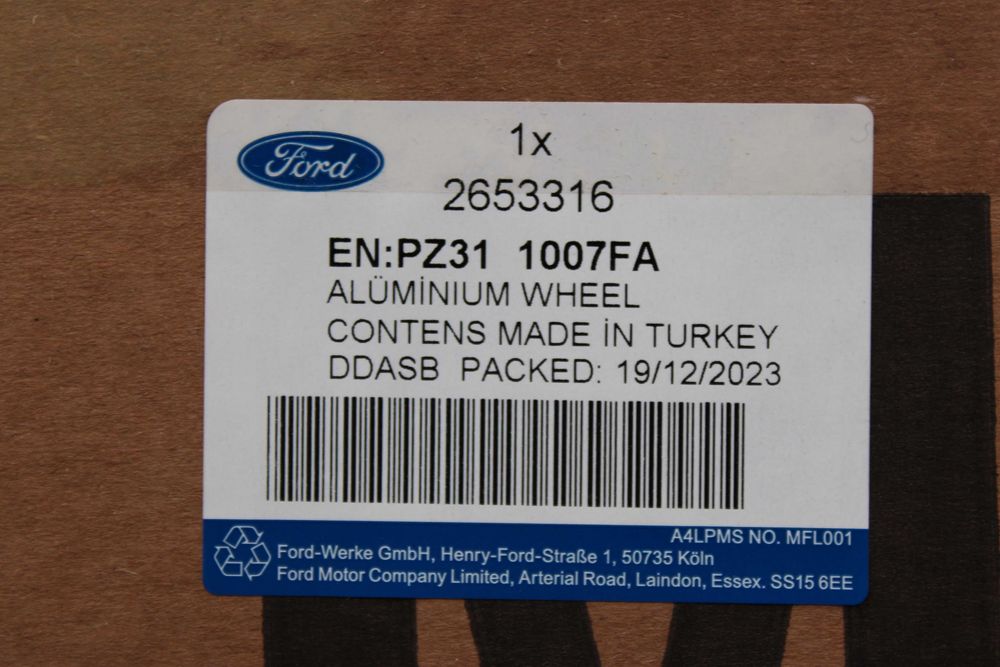 Ford
1x
2653316
EN:PZ31 1007FA
ALÜMİNIUM WHEEL
CONTENS MADE İN TURKEY
DDASB PACKED: 19/12/2023
A4LPMS NO. MFL001
Ford-Werke GmbH, Henry-Ford-Straße 1, 50735 Köln
Ford Motor Company Limited, Arterial Road, Laindon, Essex. SS15 6EE